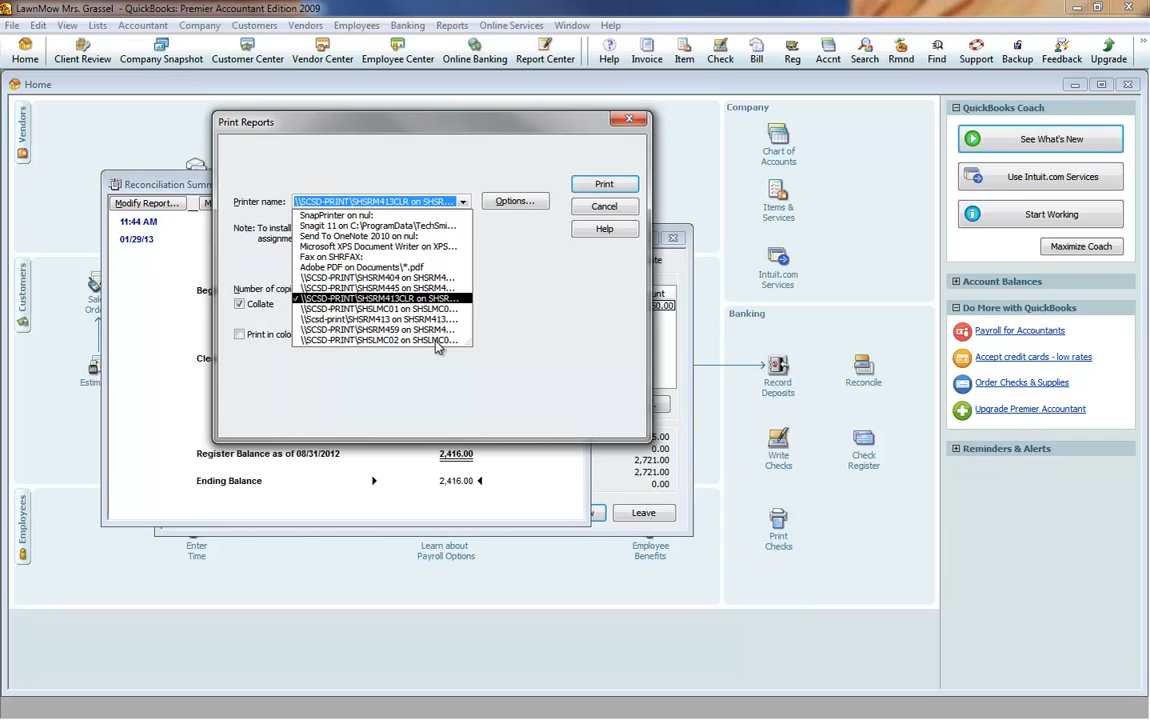 LawnMow Mrs. Grassel - QuickBooks: Premier Accountant Edition 2009
File Edit View Lists Accountant Company Customers Vendors Employees Banking Reports Online Services Window Help
Home Client Review Company Snapshot Customer Center Vendor Center Employee Center Online Banking Report Center Help Invoice Item Check Bill Reg Accnt Search Rmnd Find Support Backup Feedback Upgrade
Home
Vendors
Customers
Employees
Reconciliation Summ
Modify Report...
11:44 AM
01/29/13
Register Balance as of 08/31/2012 2,416.00
Ending Balance 2,416.00
Print Reports
Printer name: \\SCSD-PRINT\SHSRM413CLR on SHSR...
Options...
Print
Cancel
Help
Note: To install
assignme
Number of copi
Collate
Print in colo
SnapPrinter on nul:
Snagit 11 on C:\ProgramData\TechSmi...
Send To OneNote 2010 on nul:
Microsoft XPS Document Writer on XPS...
Fax on SHRFAX:
Adobe PDF on Documents\*.pdf
\\SCSD-PRINT\SHSRM404 on SHSRM4...
\\SCSD-PRINT\SHSRM445 on SHSRM4...
\\SCSD-PRINT\SHSRM413CLR on SHSR...
\\SCSD-PRINT\SHSLMC01 on SHSLMC0...
\\Scsd-print\SHSRM413 on SHSRM413....
\\SCSD-PRINT\SHSRM459 on SHSRM4...
\\SCSD-PRINT\SHSLMC02 on SHSLMC0...
0.00
2,721.00
2,721.00
0.00
Leave
Enter
Time
Learn about
Payroll Options
Employee
Benefits
Company
Chart of
Accounts
Items &
Services
Intuit.com
Services
Banking
Record
Deposits
Reconcile
Write
Checks
Check
Register
Print
Checks
QuickBooks Coach
See What's New
Use Intuit.com Services
Start Working
Maximize Coach
Account Balances
Do More with QuickBooks
Payroll for Accountants
Accept credit cards - low rates
Order Checks & Supplies
Upgrade Premier Accountant
Reminders & Alerts